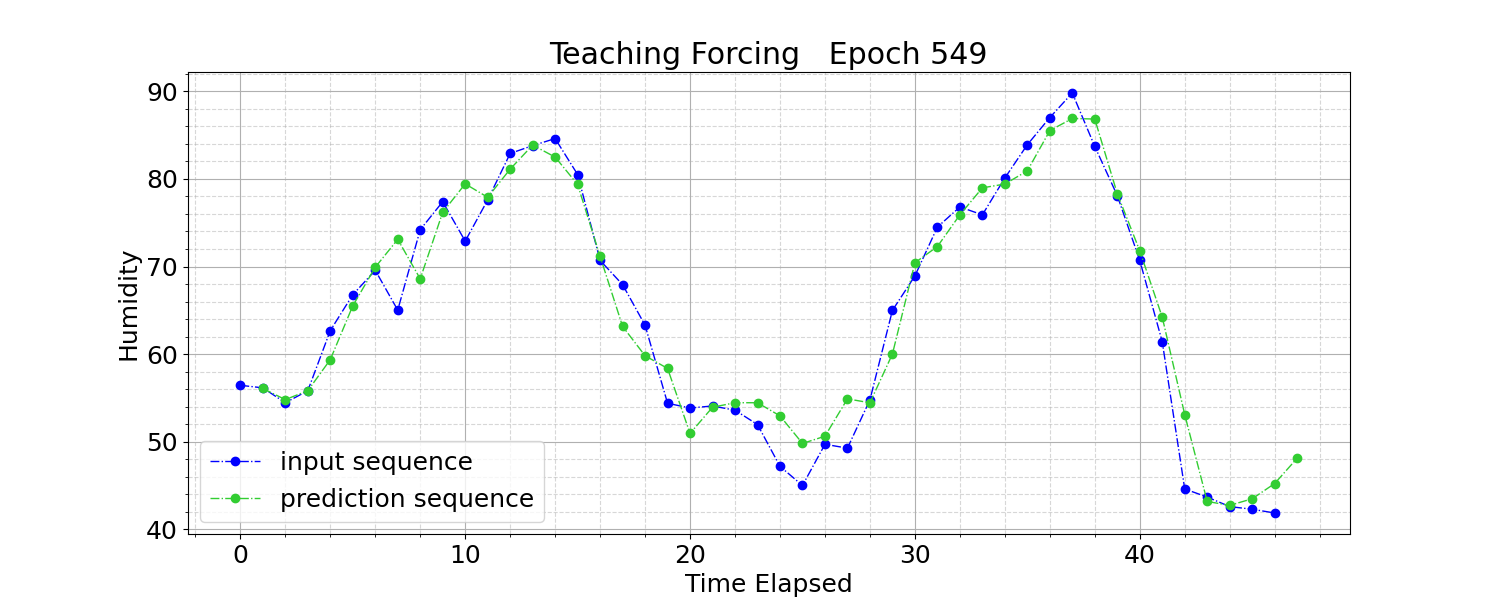 Teaching Forcing   Epoch 549
90
80
70
60
50
40
Humidity
input sequence
prediction sequence
0 10 20 30 40
Time Elapsed